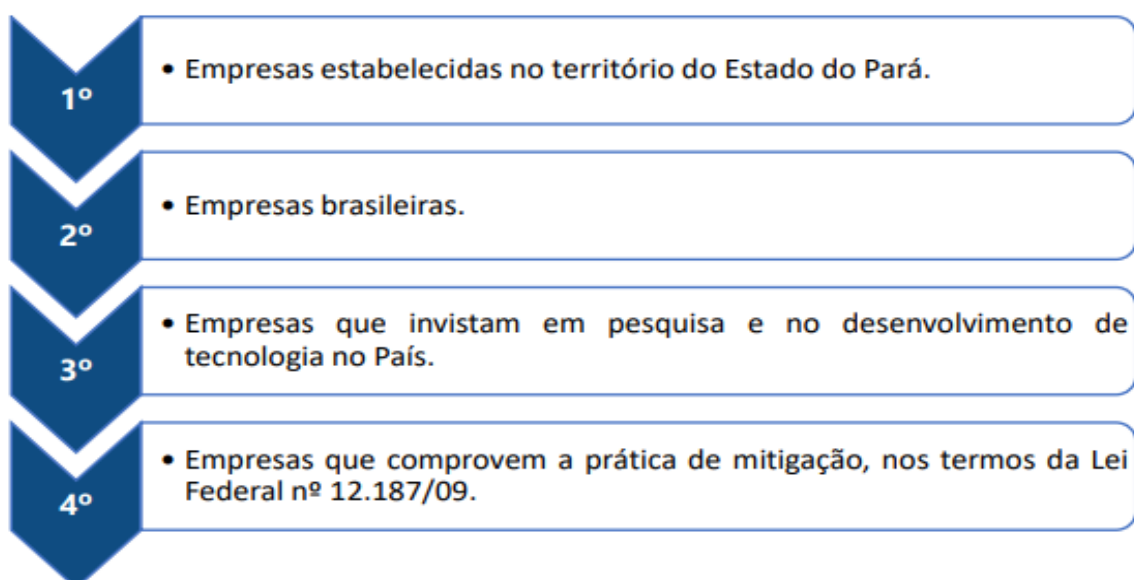 1º
• Empresas estabelecidas no território do Estado do Pará.
2º
• Empresas brasileiras.
3º
• Empresas que invistam em pesquisa e no desenvolvimento de
tecnologia no País.
4º
• Empresas que comprovem a prática de mitigação, nos termos da Lei
Federal nº 12.187/09.